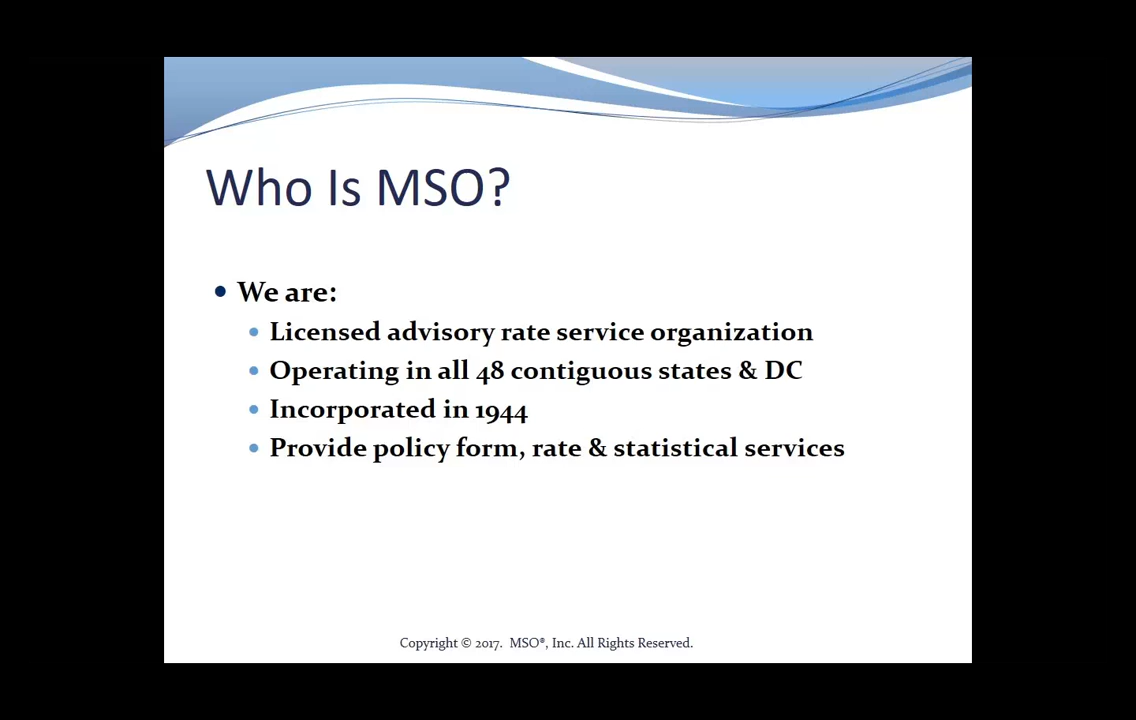 Who Is MSO?
We are:
Licensed advisory rate service organization
Operating in all 48 contiguous states & DC
Incorporated in 1944
Provide policy form, rate & statistical services
Copyright © 2017. MSO®, Inc. All Rights Reserved.